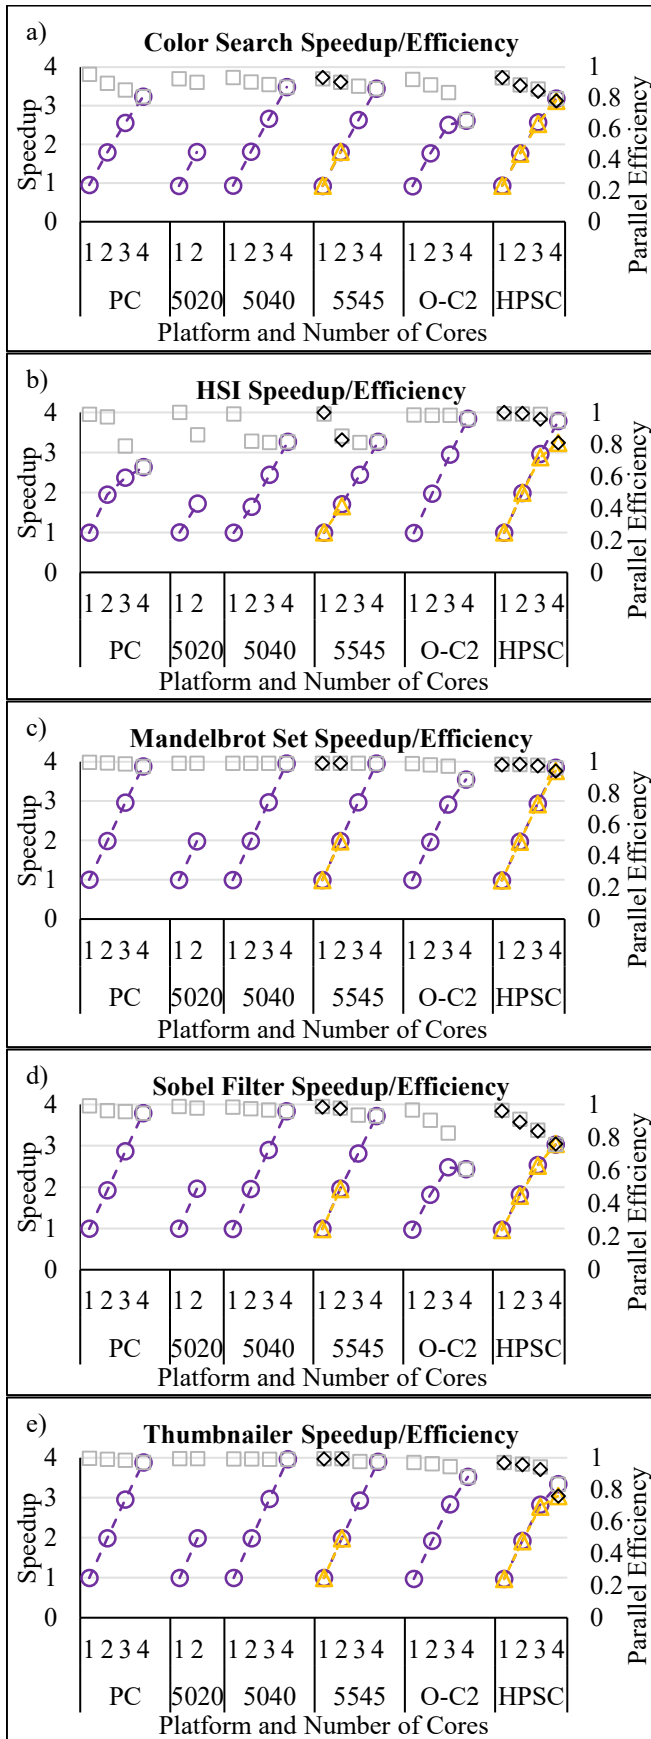 a)
Color Search Speedup/Efficiency
4
3
2
1
0
Speedup
1
0.8
0.6
0.4
0.2
0
Parallel Efficiency
1 2 3 4 1 2 1 2 3 4 1 2 3 4 1 2 3 4 1 2 3 4
PC 5020 5040 5545 O-C2 HPSC
Platform and Number of Cores
b)
HSI Speedup/Efficiency
4
3
2
1
0
Speedup
1
0.8
0.6
0.4
0.2
0
Parallel Efficiency
1 2 3 4 1 2 1 2 3 4 1 2 3 4 1 2 3 4 1 2 3 4
PC 5020 5040 5545 O-C2 HPSC
Platform and Number of Cores
c)
Mandelbrot Set Speedup/Efficiency
4
3
2
1
0
Speedup
1
0.8
0.6
0.4
0.2
0
Parallel Efficiency
1 2 3 4 1 2 1 2 3 4 1 2 3 4 1 2 3 4 1 2 3 4
PC 5020 5040 5545 O-C2 HPSC
Platform and Number of Cores
d)
Sobel Filter Speedup/Efficiency
4
3
2
1
0
Speedup
1
0.8
0.6
0.4
0.2
0
Parallel Efficiency
1 2 3 4 1 2 1 2 3 4 1 2 3 4 1 2 3 4 1 2 3 4
PC 5020 5040 5545 O-C2 HPSC
Platform and Number of Cores
e)
Thumbnailer Speedup/Efficiency
4
3
2
1
0
Speedup
1
0.8
0.6
0.4
0.2
0
Parallel Efficiency
1 2 3 4 1 2 1 2 3 4 1 2 3 4 1 2 3 4 1 2 3 4
PC 5020 5040 5545 O-C2 HPSC
Platform and Number of Cores